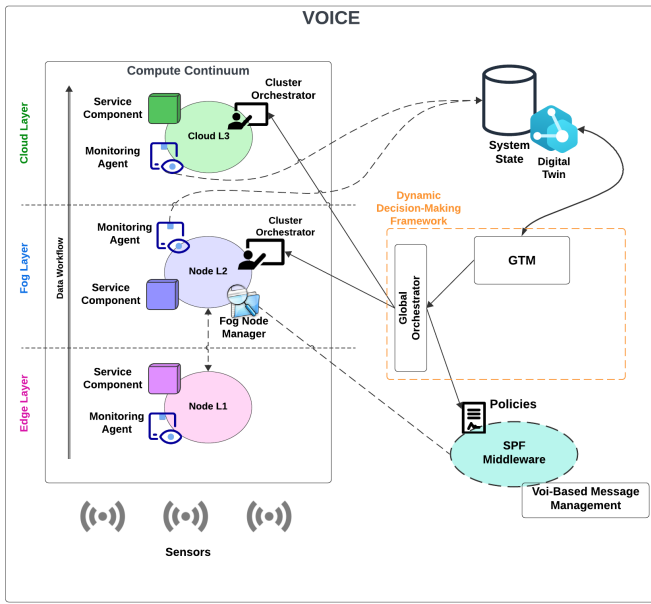 VOICE
Compute Continuum
Cloud Layer
Service
Component
Cluster
Orchestrator
Cloud L3
Monitoring
Agent
System
State
Digital
Twin
Fog Layer
Data Workflow
Monitoring
Agent
Cluster
Orchestrator
Node L2
Service
Component
Fog Node
Manager
Dynamic
Decision-Making
Framework
GTM
Global
Orchestrator
Edge Layer
Service
Component
Node L1
Monitoring
Agent
Policies
SPF
Middleware
Voi-Based Message
Management
Sensors